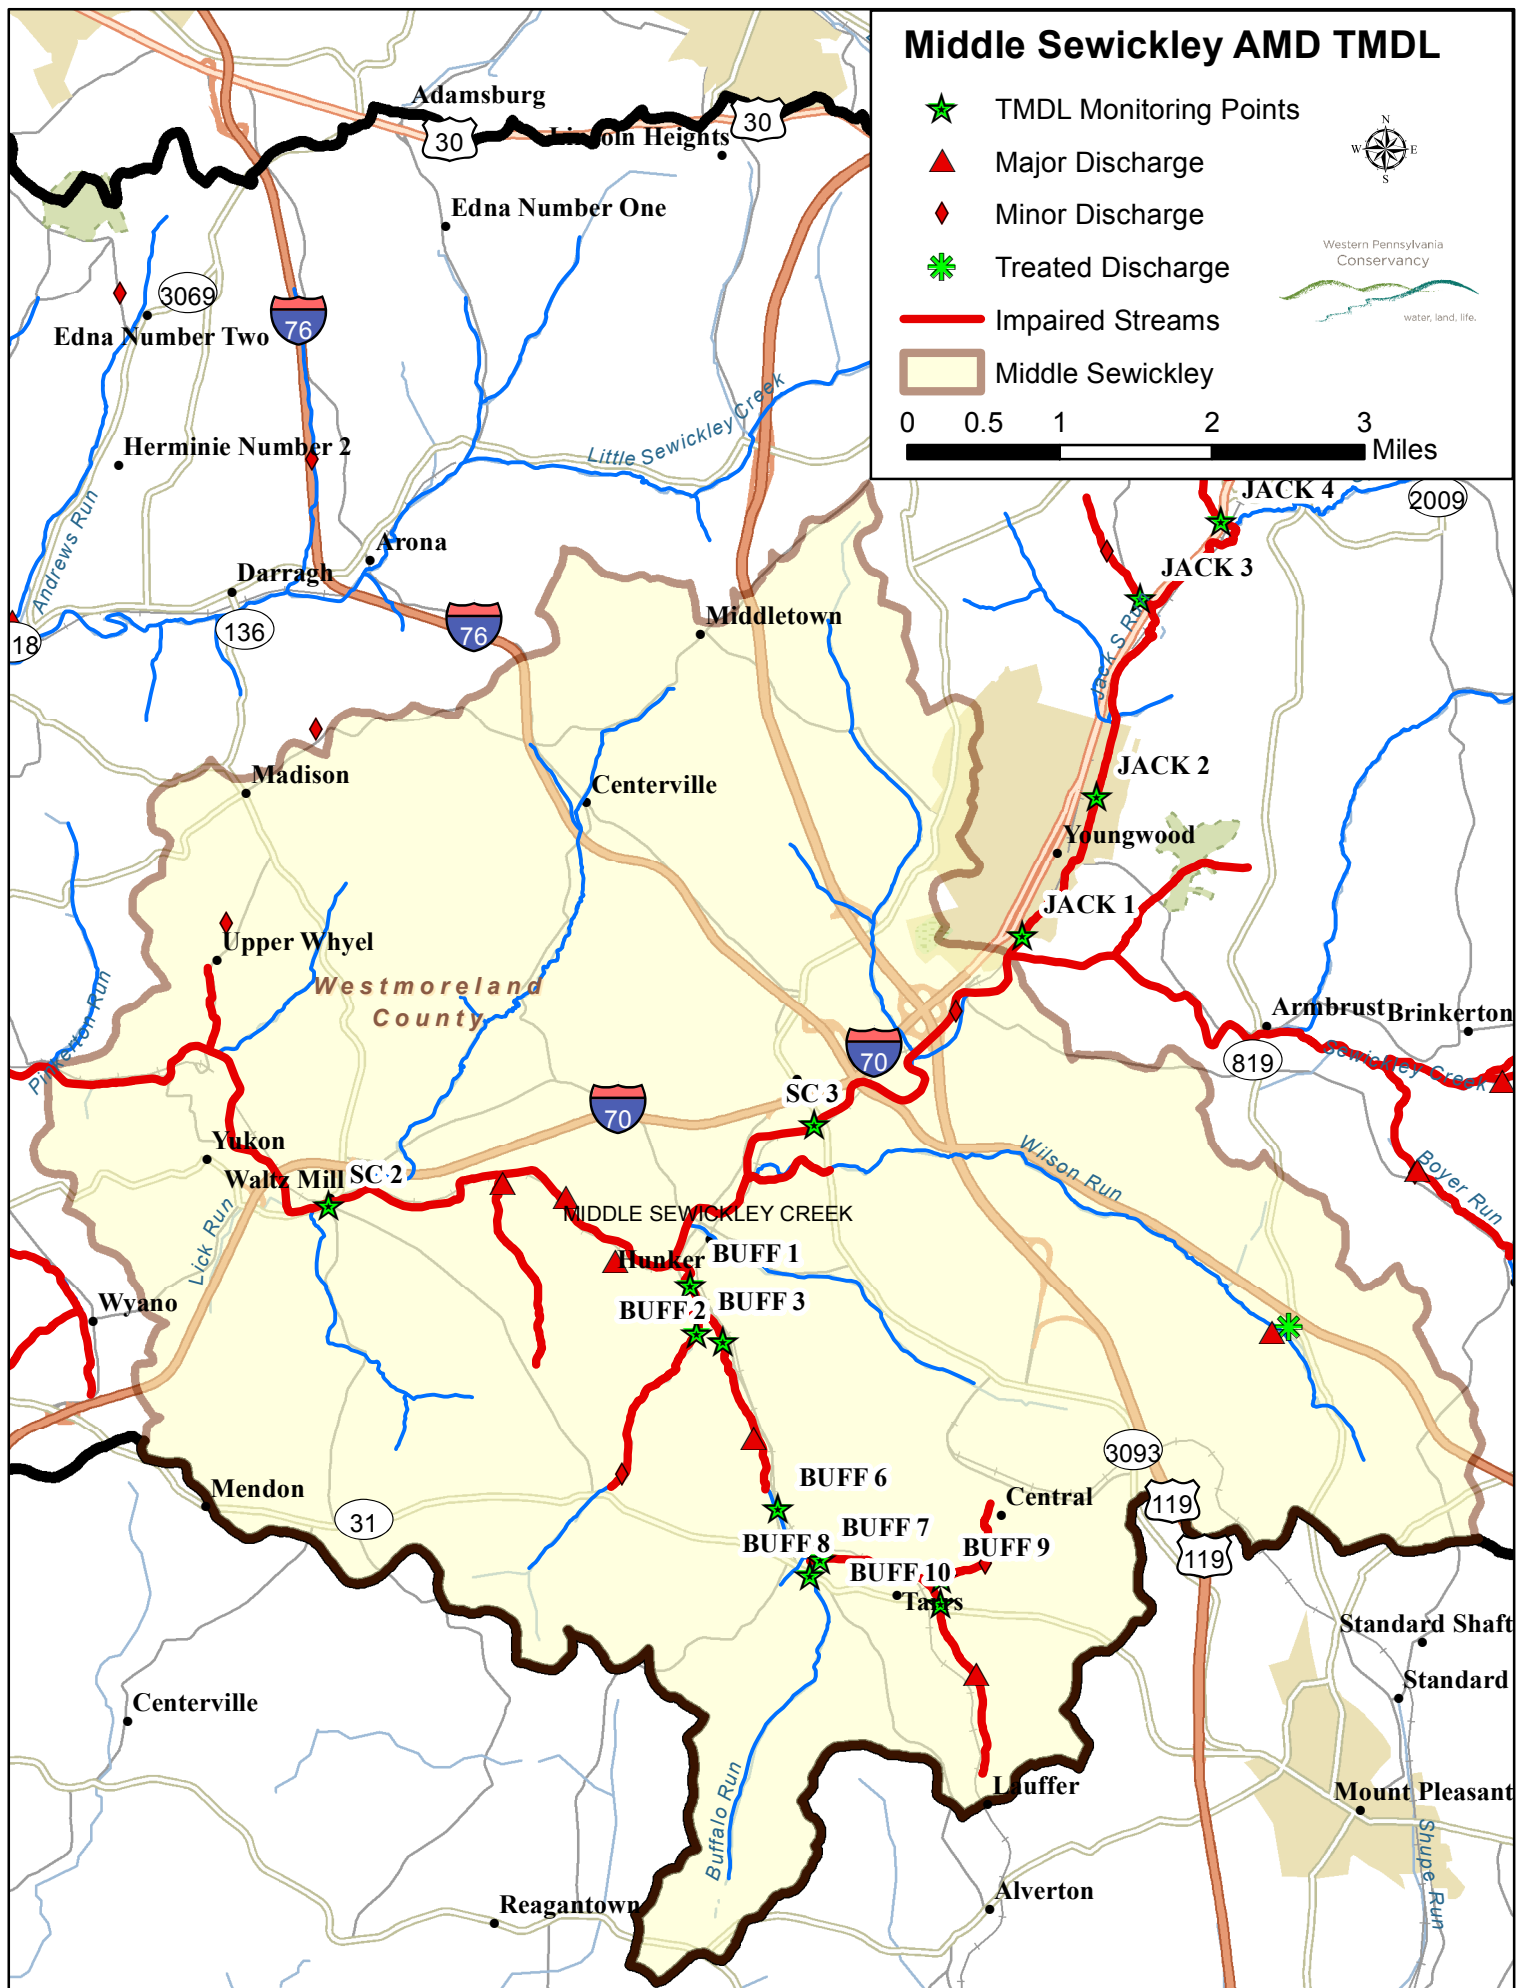 Middle Sewickley AMD TMDL
TMDL Monitoring Points
Major Discharge
Minor Discharge
Treated Discharge
Impaired Streams
Middle Sewickley
N
W
E
S
Western Pennsylvania
Conservancy
water, land, life.
0
0.5
1
2
3
Miles
Adamsburg
30
Lincoln Heights
30
Edna Number One
3069
76
Edna Number Two
Little Sewickley Creek
Herminie Number 2
Andrews Run
JACK 4
2009
Arona
Darragh
JACK 3
136
76
Middletown
18
Jack S Run
Madison
Centerville
JACK 2
Youngwood
JACK 1
Upper Whyel
Westmoreland
County
Pinkerton Run
Armbrust
Brinkerton
70
819
Sewickley Creek
70
SC 3
Yukon
Waltz Mill
SC 2
Wilson Run
Boyer Run
MIDDLE SEWICKLEY CREEK
Lick Run
Hunker
BUFF 1
BUFF 2
BUFF 3
Wyano
3093
Mendon
31
BUFF 6
Central
119
BUFF 7
BUFF 8
BUFF 9
119
BUFF 10
Tarrs
Standard Shaft
Standard
Centerville
Buffalo Run
Lauffer
Mount Pleasant
Shupe Run
Alverton
Reagantown